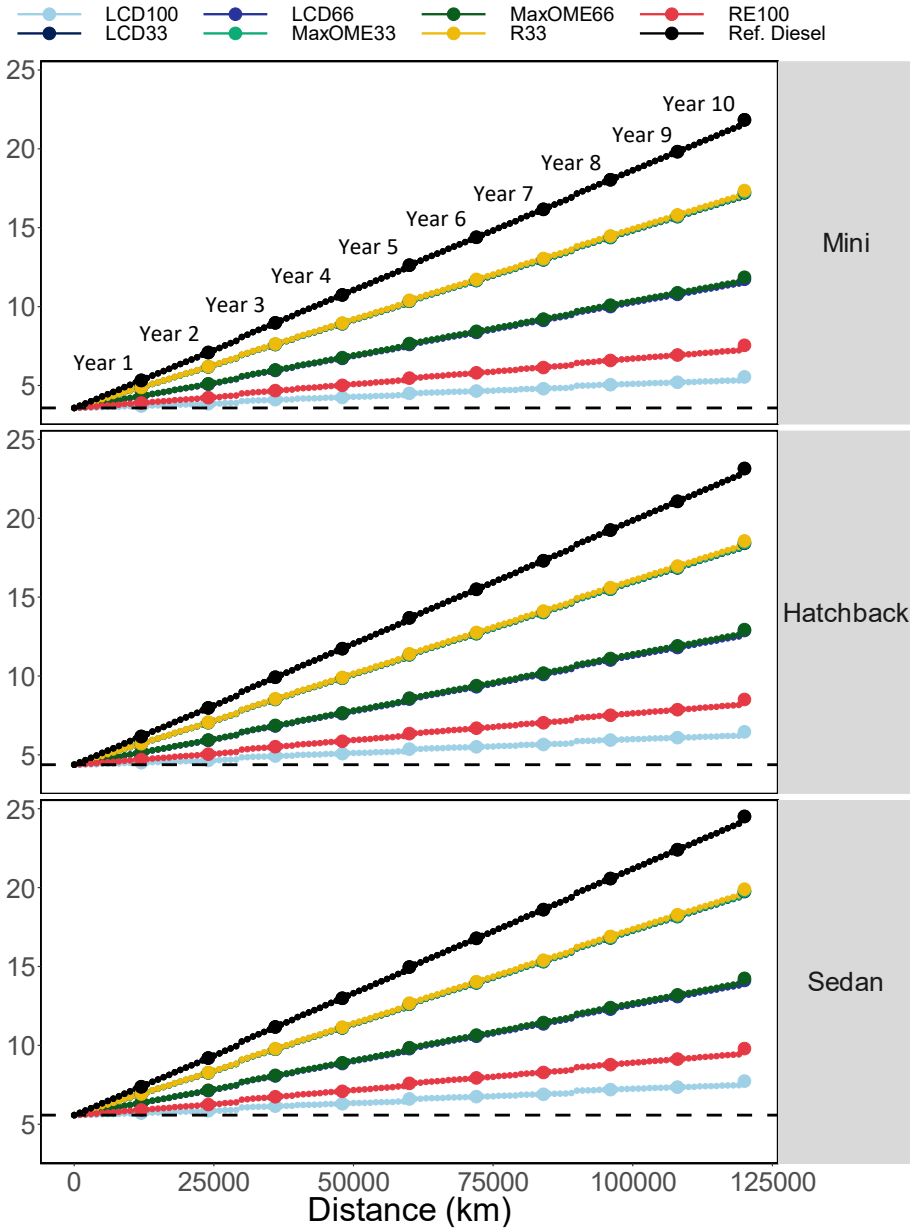 LCD100 LCD66 MaxOME66 RE100
LCD33 MaxOME33 R33 Ref. Diesel
25
20
15
10
5
Year 1
Year 2
Year 3
Year 4
Year 5
Year 6
Year 7
Year 8
Year 9
Year 10
Mini
25
20
15
10
5
Hatchback
25
20
15
10
5
Sedan
0 25000 50000 75000 100000 125000
Distance (km)